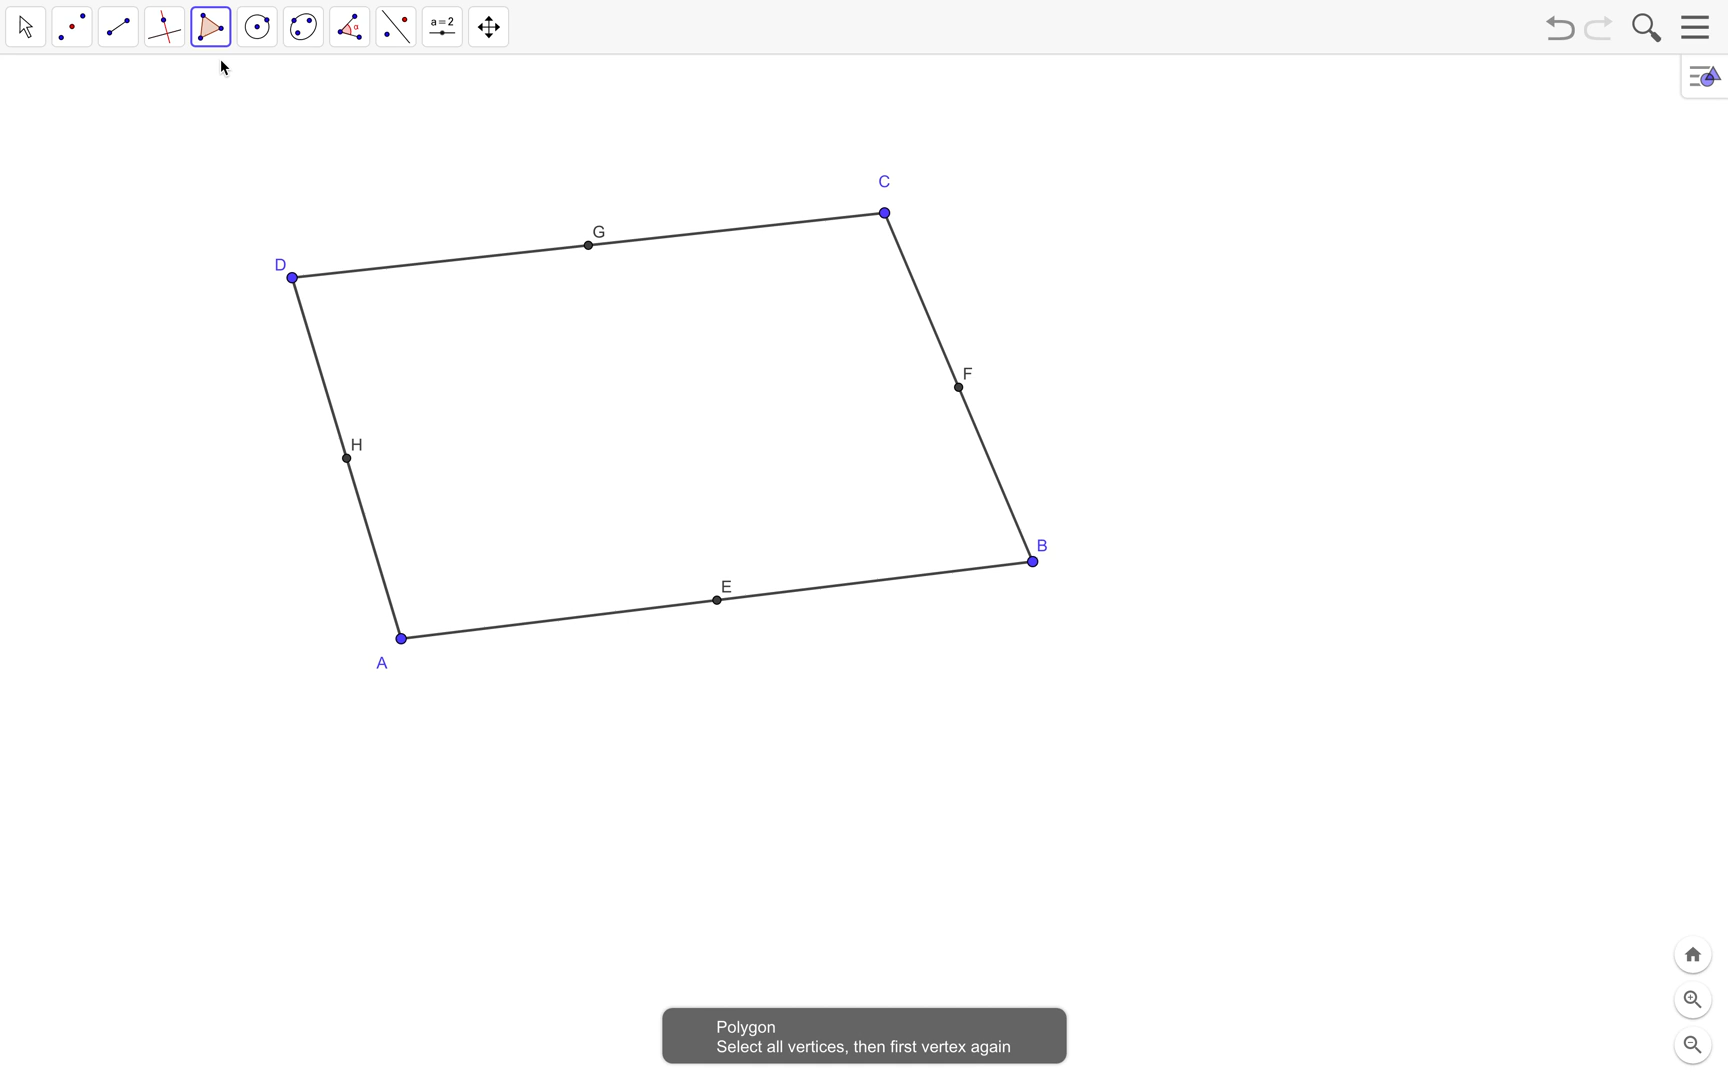 α
a=2
C
G
D
F
H
B
E
A
Polygon
Select all vertices, then first vertex again